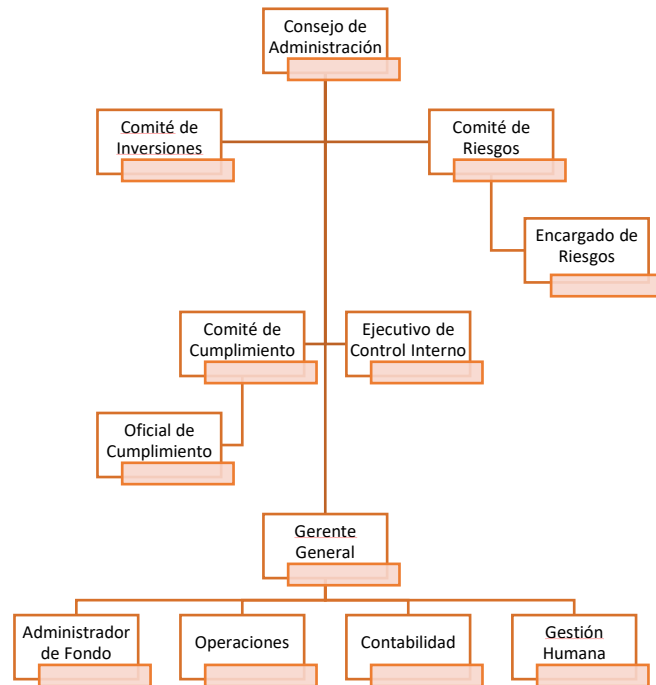 Consejo de
Administración
Comité de
Inversiones
Comité de
Riesgos
Encargado de
Riesgos
Comité de
Cumplimiento
Ejecutivo de
Control Interno
Oficial de
Cumplimiento
Gerente
General
Administrador
de Fondo
Operaciones
Contabilidad
Gestión
Humana